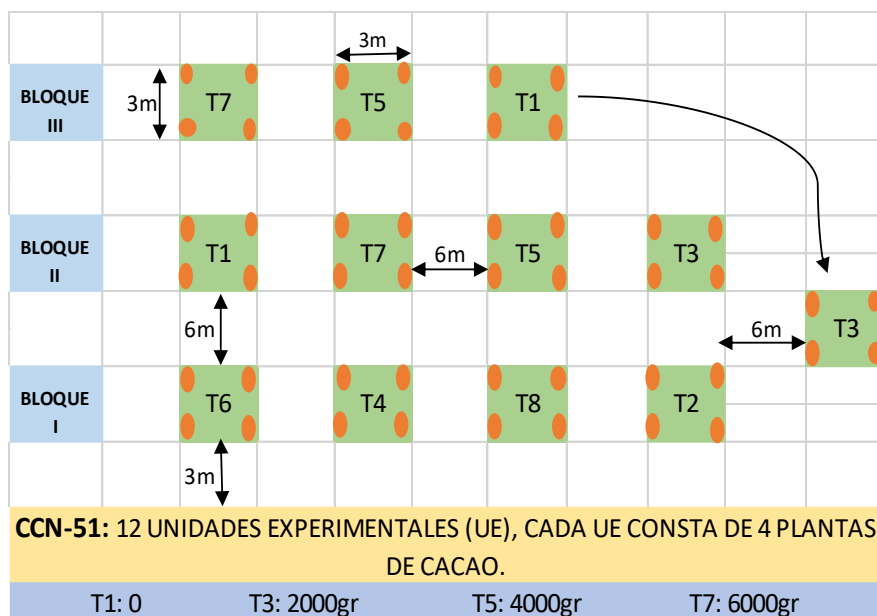 3m
BLOQUE III
3m
T7
T5
T1
BLOQUE II
T1
T7
6m
T5
T3
6m
6m
T3
BLOQUE I
T6
T4
T8
T2
3m
CCN-51: 12 UNIDADES EXPERIMENTALES (UE), CADA UE CONSTA DE 4 PLANTAS
DE CACAO.
T1: 0 T3: 2000gr T5: 4000gr T7: 6000gr